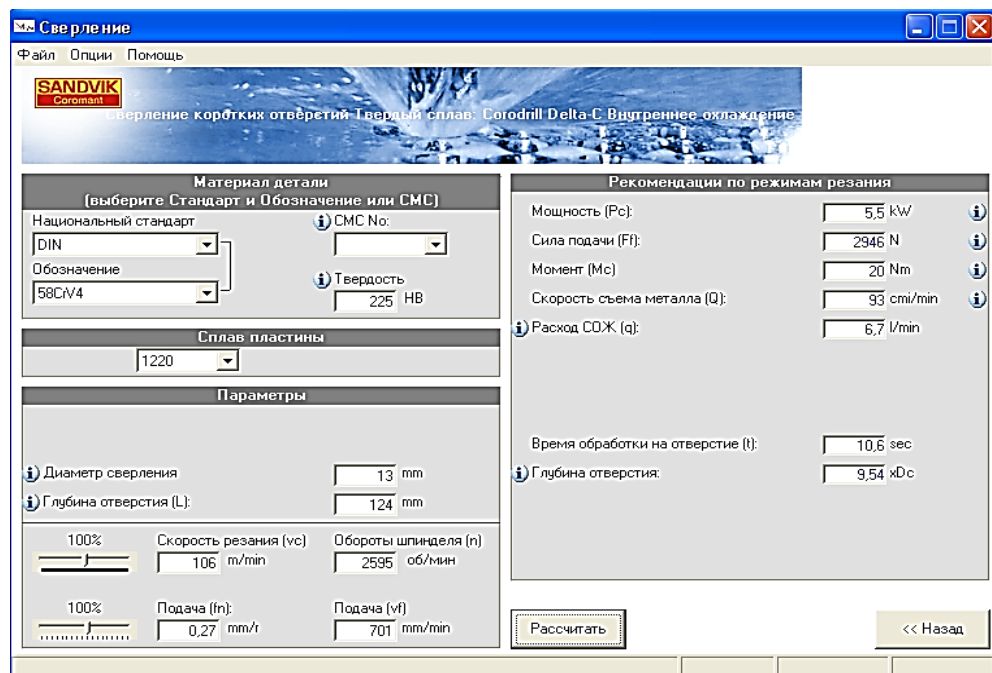 Сверление
Файл Опции Помощь
SANDVIK
Coromant
Сверление коротких отверстий Твердый сплав: Corodrill Delta-C Внутреннее охлаждение
Материал детали
(выберите Стандарт и Обозначение или СМС)
Национальный стандарт
СМС No:
DIN
Обозначение
58CrV4
Твердость
225 HB
Сплав пластины
1220
Параметры
Диаметр сверления 13 mm
Глубина отверстия (L): 124 mm
100% Скорость резания (vc) Обороты шпинделя (n)
106 m/min 2595 об/мин
100% Подача (fn): Подача (vf)
0,27 mm/r 701 mm/min
Рекомендации по режимам резания
Мощность (Pc): 5,5 kW
Сила подачи (Ff): 2946 N
Момент (Mc) 20 Nm
Скорость съема металла (Q): 93 cmi/min
Расход СОЖ (q): 6,7 l/min
Время обработки на отверстие (t): 10,6 sec
Глубина отверстия: 9,54 xDc
Рассчитать
<< Назад